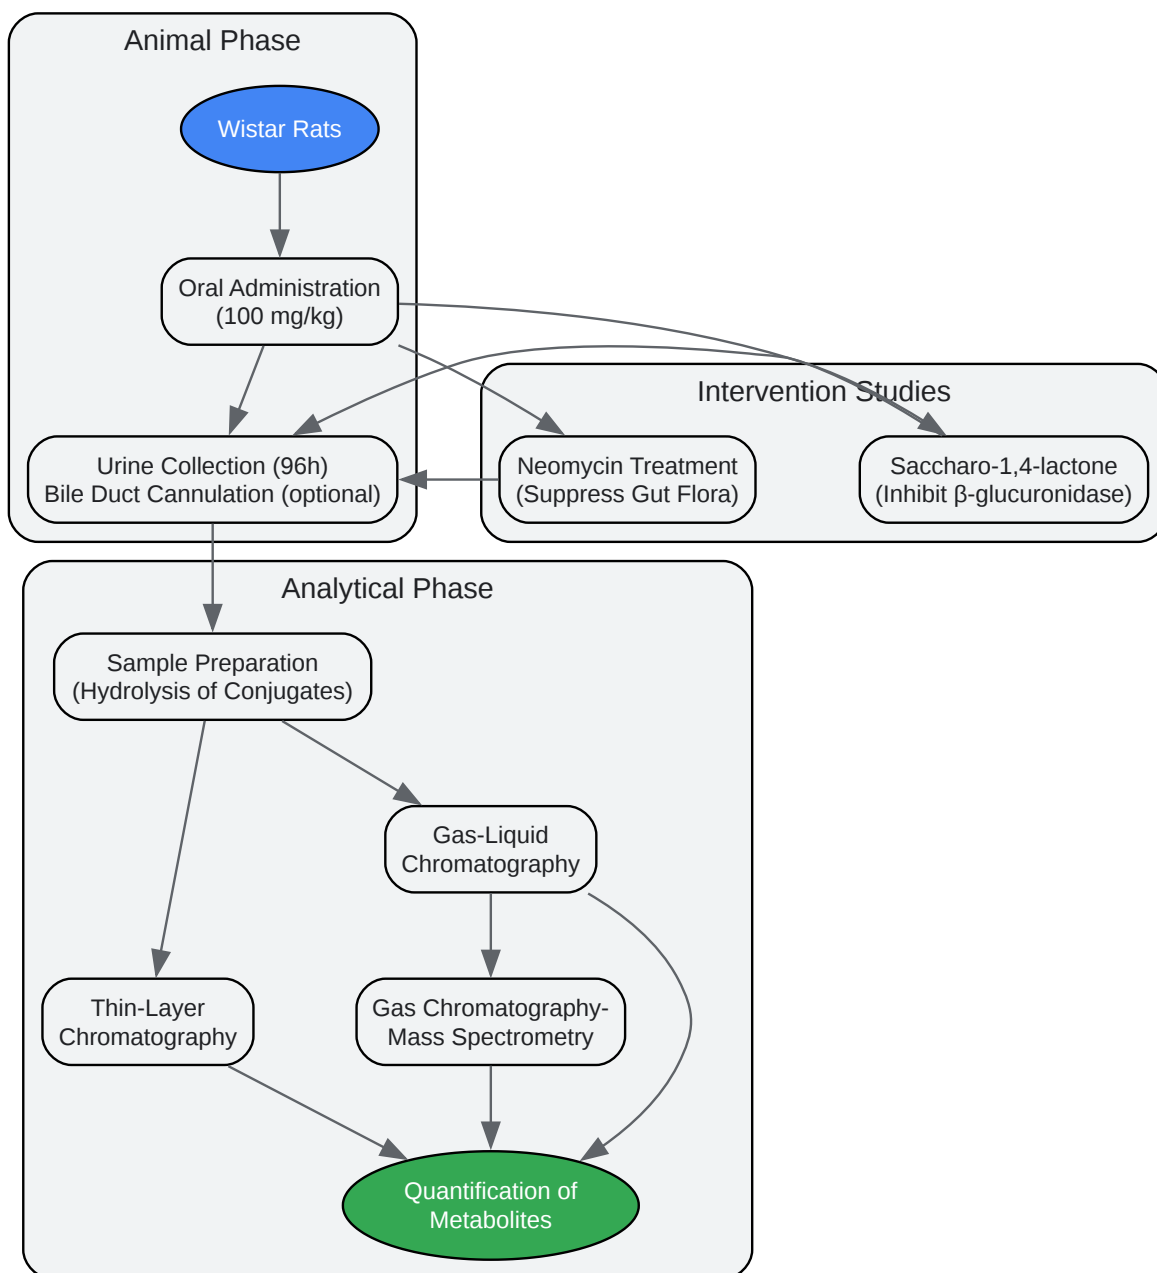 Animal Phase
Wistar Rats
Oral Administration
(100 mg/kg)
Intervention Studies
Urine Collection (96h)
Bile Duct Cannulation (optional)
Neomycin Treatment
(Suppress Gut Flora)
Saccharo-1,4-lactone
(Inhibit β-glucuronidase)
Analytical Phase
Sample Preparation
(Hydrolysis of Conjugates)
Gas-Liquid
Chromatography
Thin-Layer
Chromatography
Gas Chromatography-
Mass Spectrometry
Quantification of
Metabolites